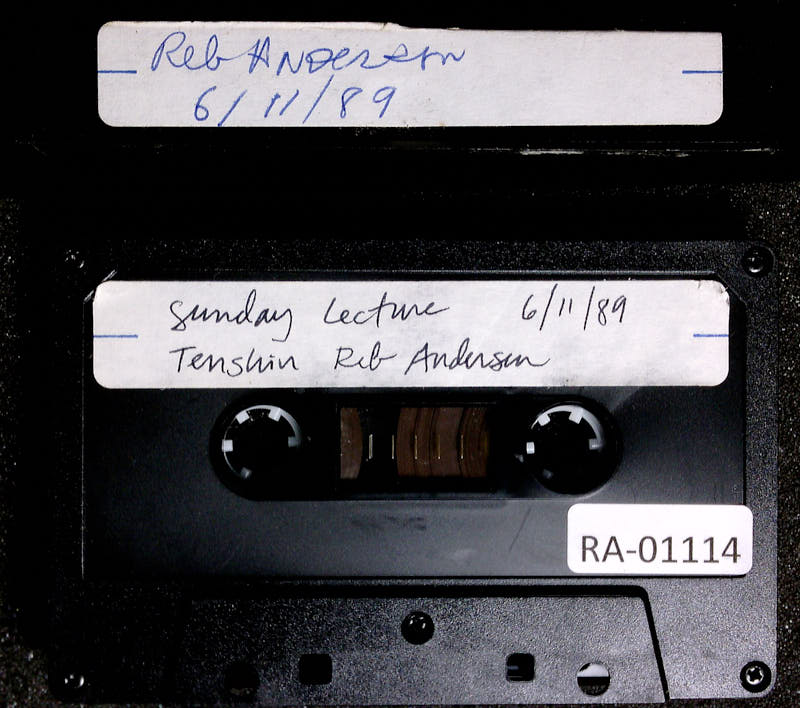 Reb Anderson
6/11/89
Sunday Lecture 6/11/89
Tenshin Reb Anderson
RA-01114